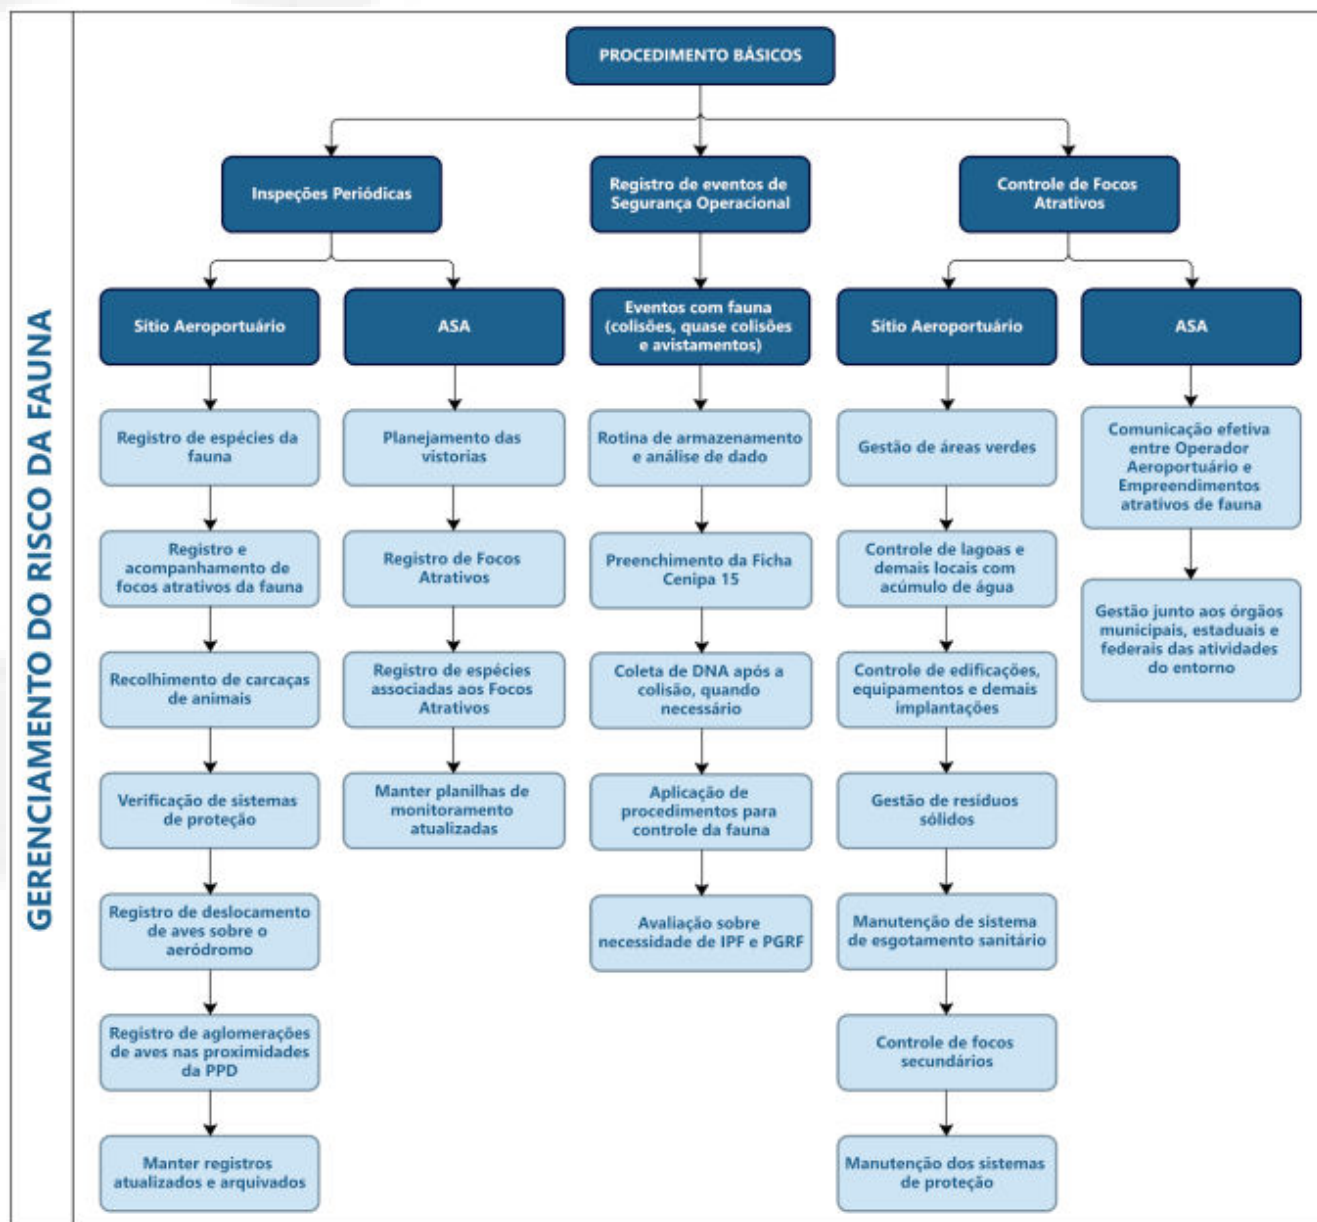 GERENCIAMENTO DO RISCO DA FAUNA
PROCEDIMENTO BÁSICOS
Inspeções Periódicas
Registro de eventos de
Segurança Operacional
Controle de Focos
Atrativos
Sítio Aeroportuário
ASA
Eventos com fauna
(colisões, quase colisões
e avistamentos)
Sítio Aeroportuário
ASA
Registro de espécies da
fauna
Registro e
acompanhamento de
focos atrativos da fauna
Recolhimento de carcaças
de animais
Verificação de sistemas
de proteção
Registro de deslocamento
de aves sobre o
aeródromo
Registro de aglomerações
de aves nas proximidades
da PPD
Manter registros
atualizados e arquivados
Planejamento das
vistorias
Registro de Focos
Atrativos
Registro de espécies
associadas aos Focos
Atrativos
Manter planilhas de
monitoramento
atualizadas
Rotina de armazenamento
e análise de dado
Preenchimento da Ficha
Cenipa 15
Coleta de DNA após a
colisão, quando
necessário
Aplicação de
procedimentos para
controle da fauna
Avaliação sobre
necessidade de IPF e PGRF
Gestão de áreas verdes
Controle de lagoas e
demais locais com
acúmulo de água
Controle de edificações,
equipamentos e demais
implantações
Gestão de resíduos
sólidos
Manutenção de sistema
de esgotamento sanitário
Controle de focos
secundários
Manutenção dos sistemas
de proteção
Comunicação efetiva
entre Operador
Aeroportuário e
Empreendimentos
atrativos de fauna
Gestão junto aos órgãos
municipais, estaduais e
federais das atividades
do entorno